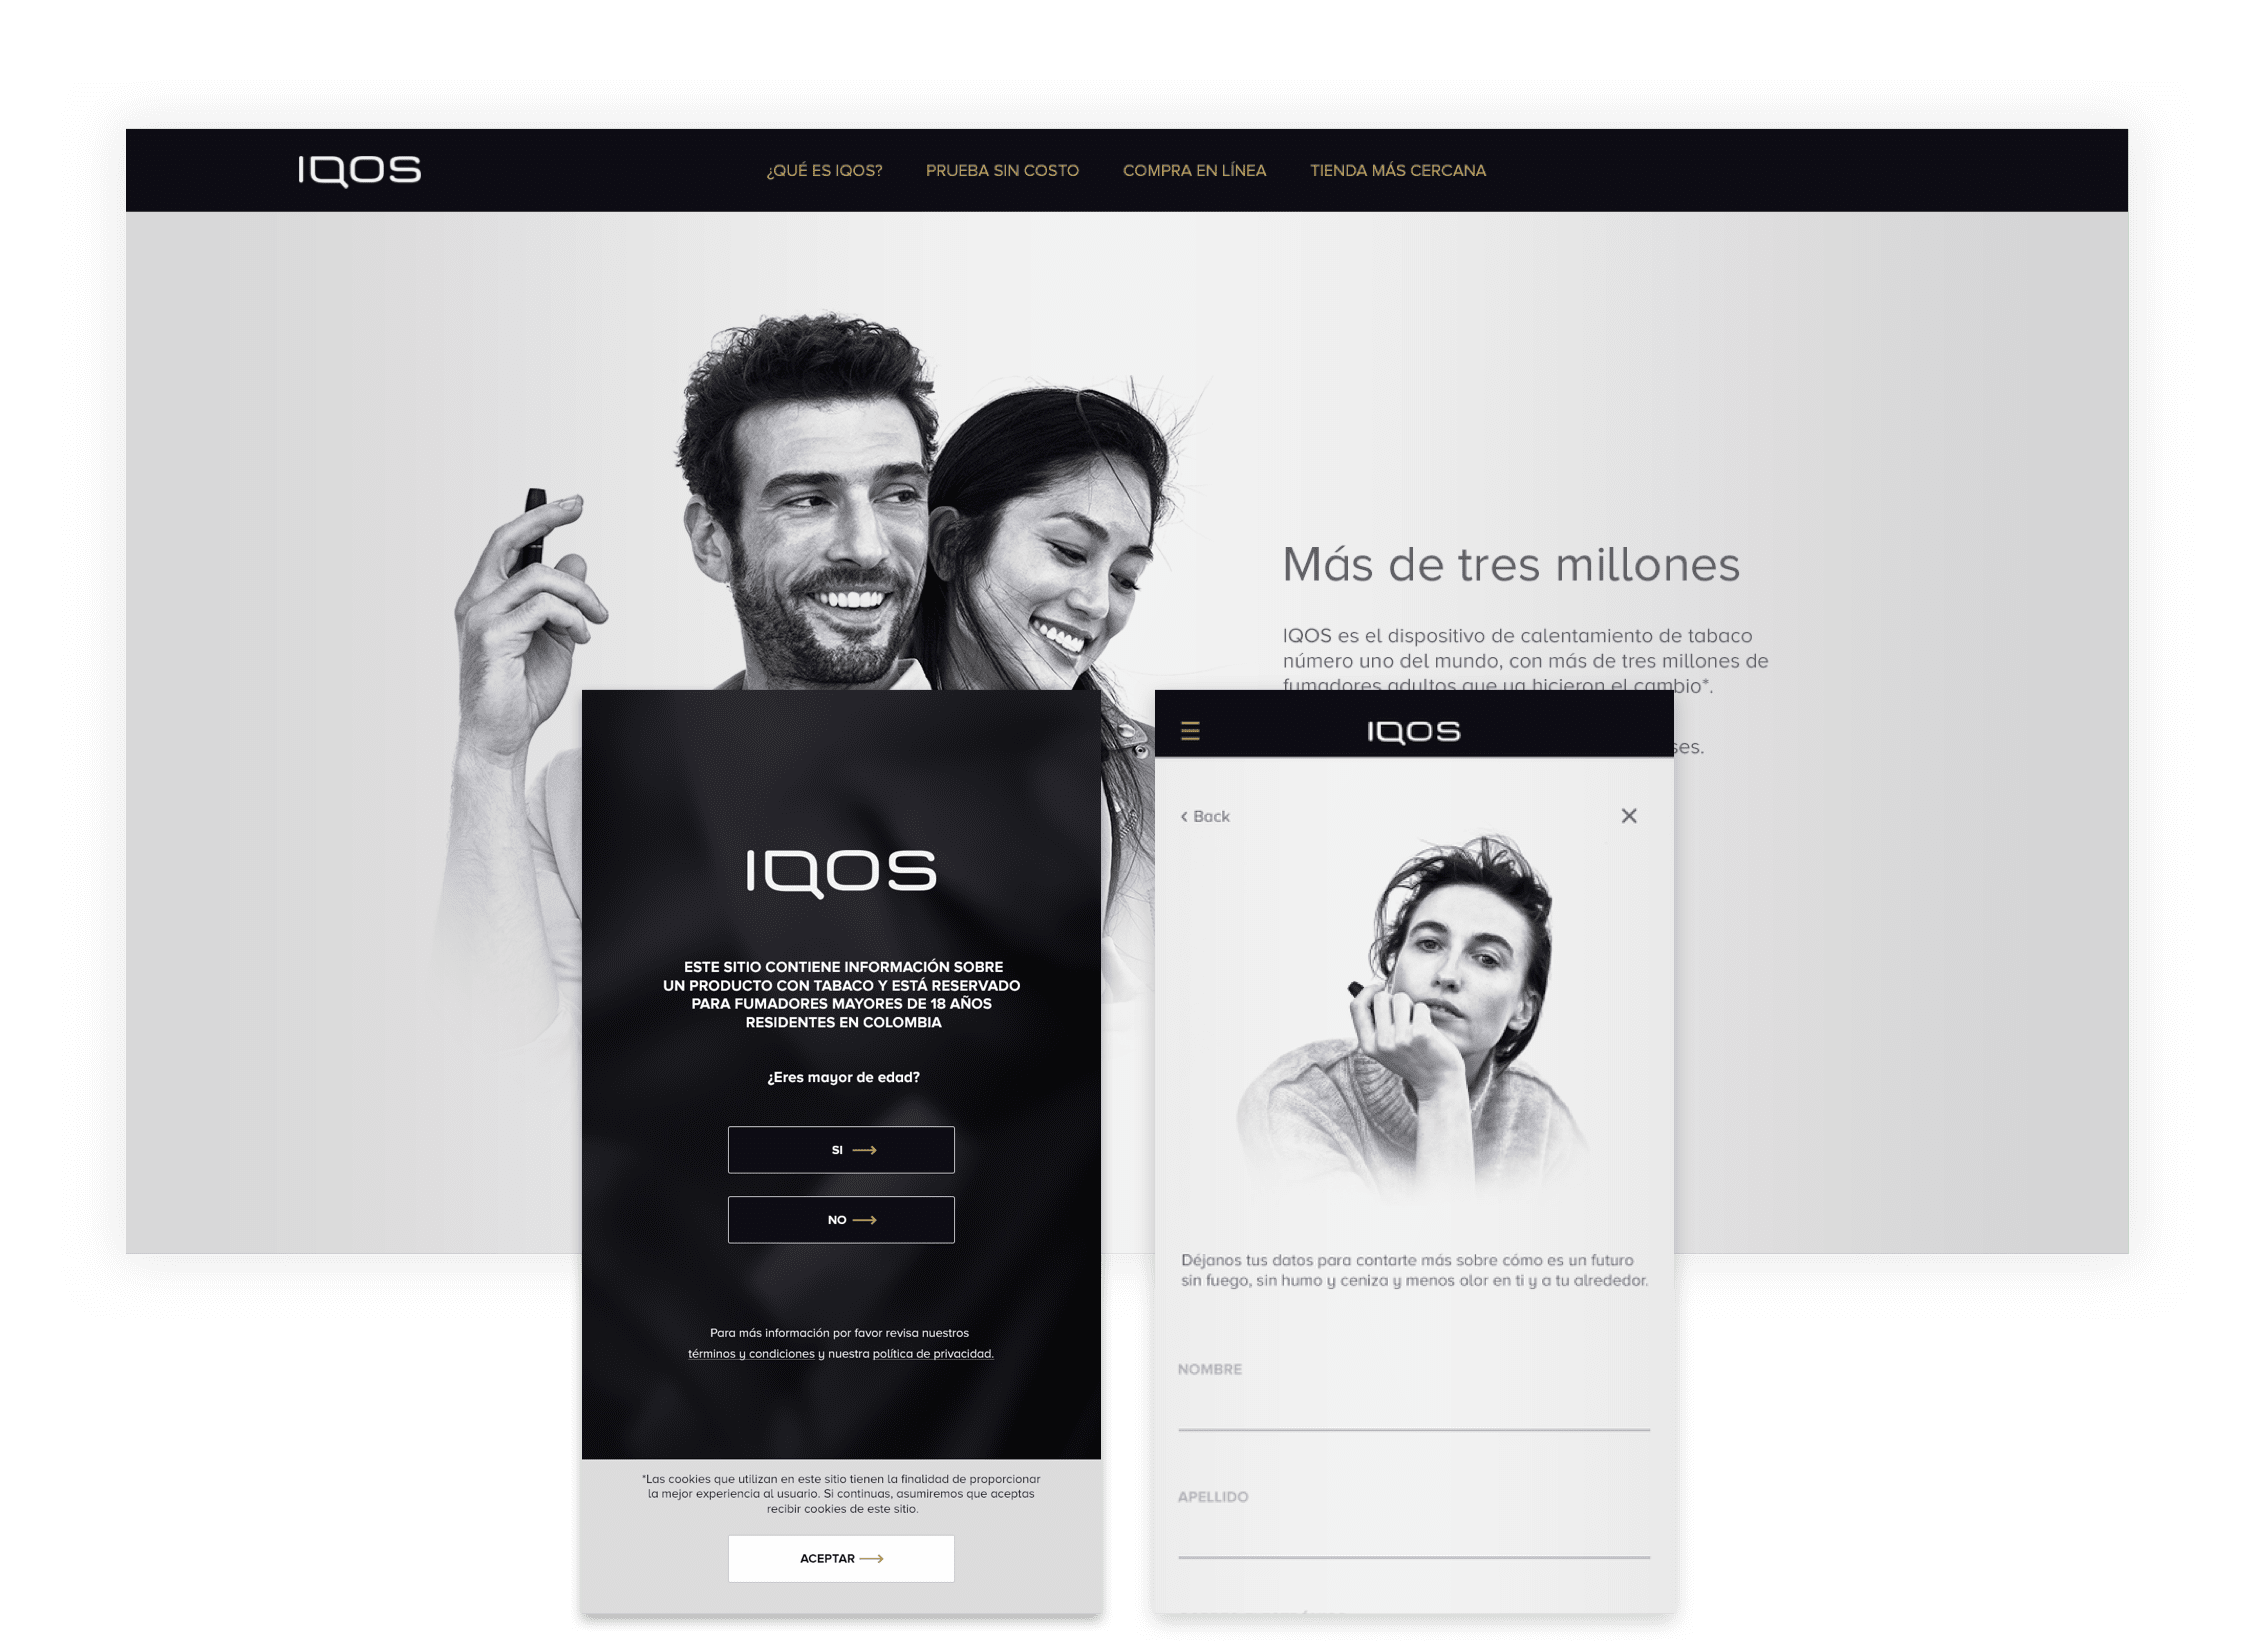 IQOS
¿QUÉ ES IQOS? PRUEBA SIN COSTO COMPRA EN LÍNEA TIENDA MÁS CERCANA
Más de tres millones
IQOS es el dispositivo de calentamiento de tabaco
número uno del mundo, con más de tres millones de
fumadores adultos que ya hicieron el cambio*.
IQOS
ESTE SITIO CONTIENE INFORMACIÓN SOBRE
UN PRODUCTO CON TABACO Y ESTÁ RESERVADO
PARA FUMADORES MAYORES DE 18 AÑOS
RESIDENTES EN COLOMBIA
¿Eres mayor de edad?
SI
NO
Para más información por favor revisa nuestros
términos y condiciones y nuestra política de privacidad.
*Las cookies que utilizan en este sitio tienen la finalidad de proporcionar
la mejor experiencia al usuario. Si continuas, asumiremos que aceptas
recibir cookies de este sitio.
ACEPTAR
IQOS
Back
Déjanos tus datos para contarte más sobre cómo es un futuro
sin fuego, sin humo y ceniza y menos olor en ti y a tu alrededor.
NOMBRE
APELLIDO